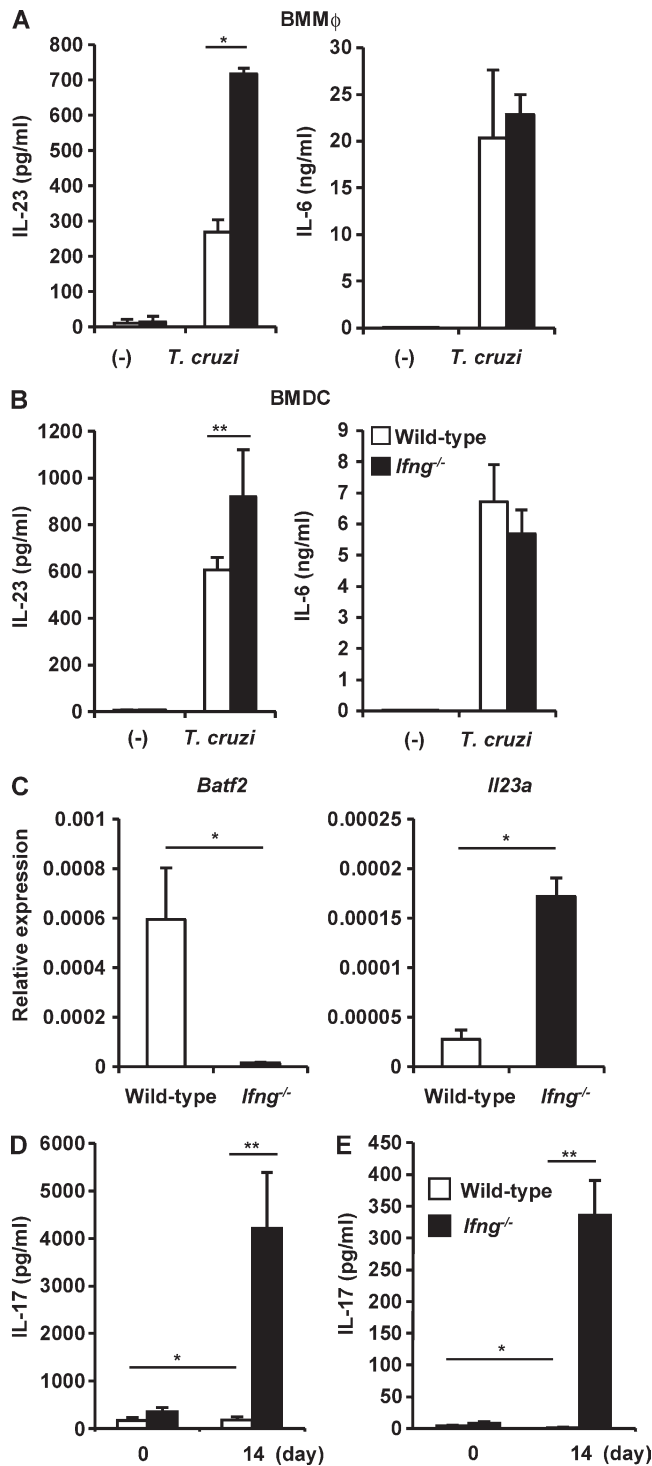 A BMMϕ
IL-23 (pg/ml)
800
700
600
500
400
300
200
100
0
*
(-) T. cruzi
IL-6 (ng/ml)
30
25
20
15
10
5
0
(-) T. cruzi
B BMDC
IL-23 (pg/ml)
1200
1000
800
600
400
200
0
**
(-) T. cruzi
IL-6 (ng/ml)
9
8
7
6
5
4
3
2
1
0
Wild-type
Ifng-/-
(-) T. cruzi
C Batf2
Relative expression
0.001
0.0008
0.0006
0.0004
0.0002
0
*
Wild-type Ifng-/-
Il23a
0.00025
0.0002
0.00015
0.0001
0.00005
0
*
Wild-type Ifng-/-
D
IL-17 (pg/ml)
6000
5000
4000
3000
2000
1000
0
**
*
0 14 (day)
E
IL-17 (pg/ml)
450
400
350
300
250
200
150
100
50
0
Wild-type
Ifng-/-
**
*
0 14 (day)